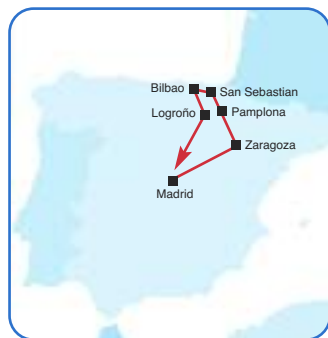 Bilbao
San Sebastian
Logroño
Pamplona
Zaragoza
Madrid